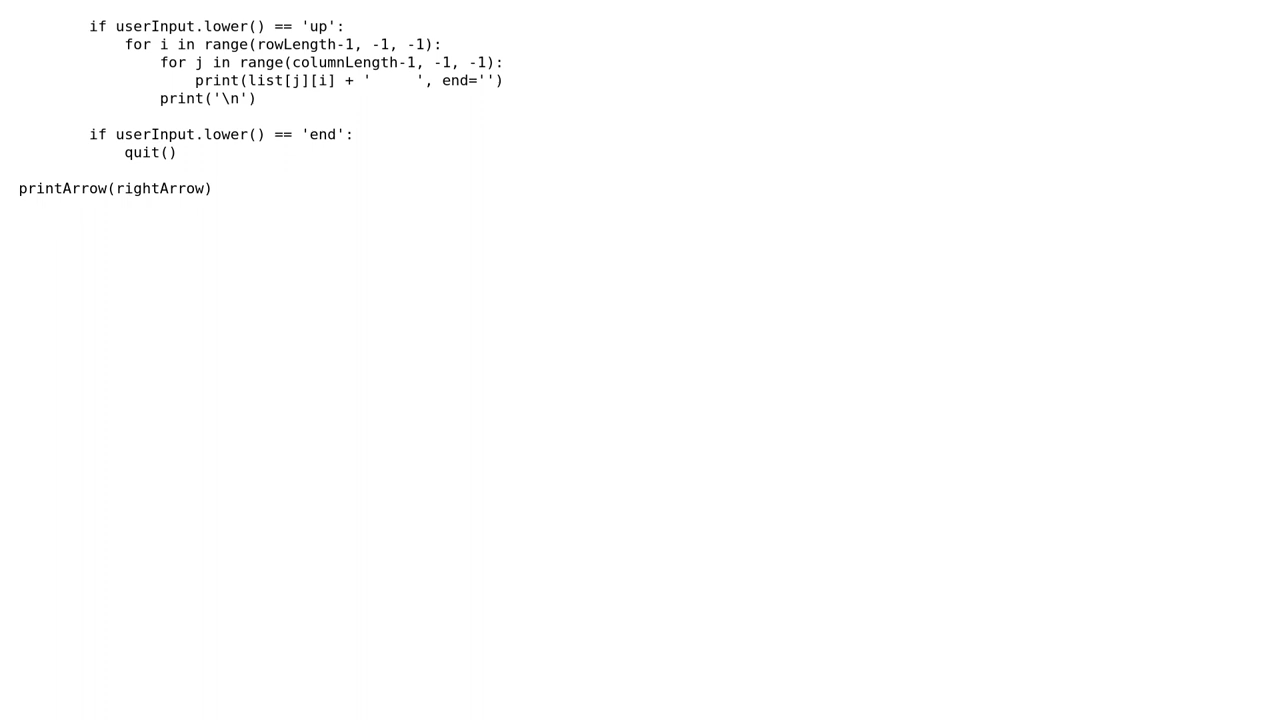 if userInput.lower() == 'up':
            for i in range(rowLength-1, -1, -1):
                for j in range(columnLength-1, -1, -1):
                    print(list[j][i] + '     ', end='')
                print('\n')

        if userInput.lower() == 'end':
            quit()

printArrow(rightArrow)